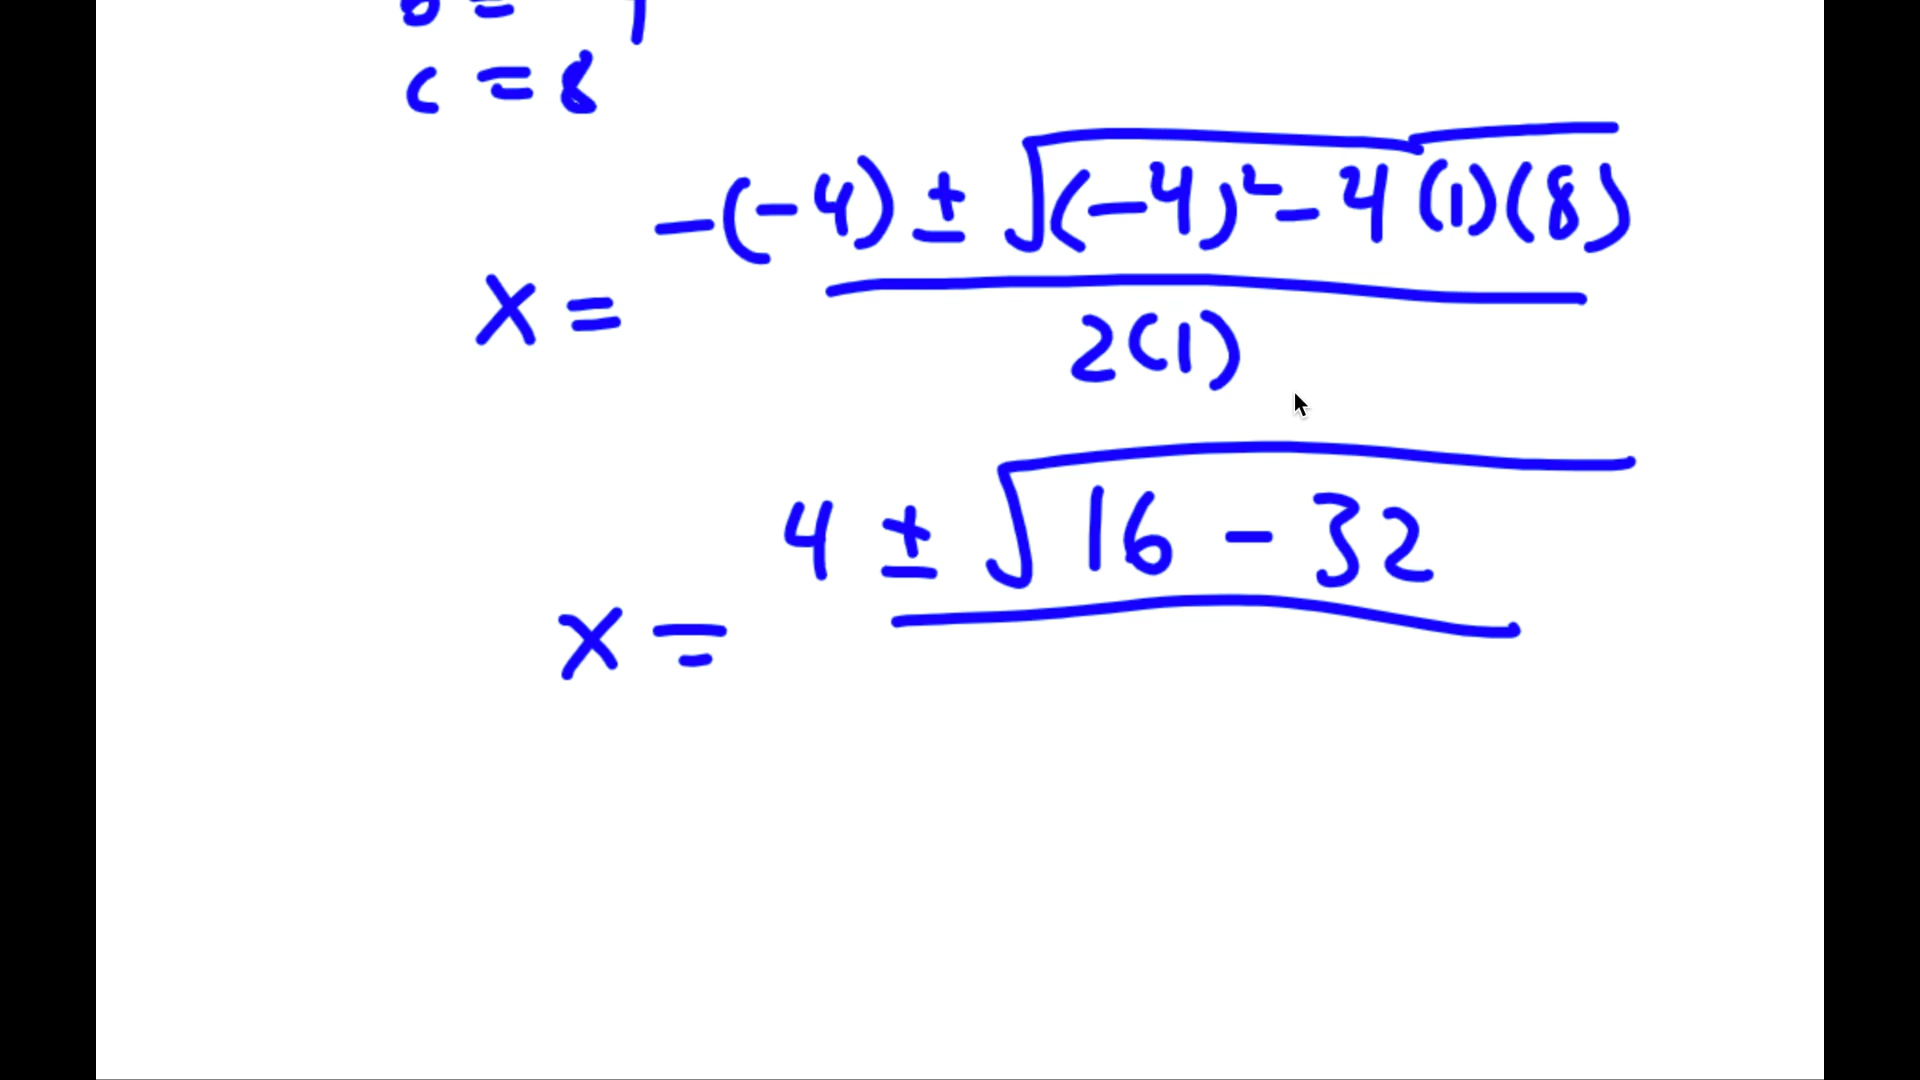 c = 8
-(-4) ± √(-4)² - 4(1)(8)
x =
2(1)
4 ± √16 - 32
x =